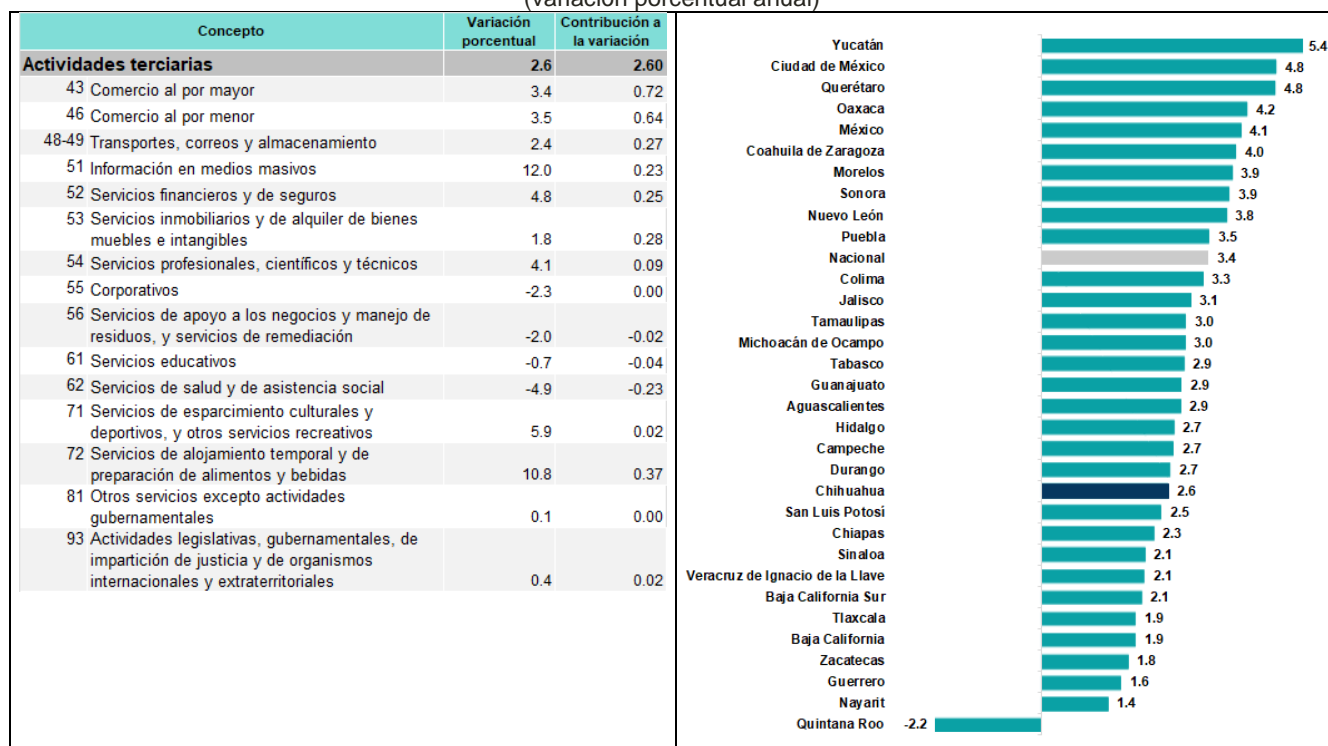 (variación porcentual anual)
Concepto Variación porcentual Contribución a la variación
Actividades terciarias 2.6 2.60
43 Comercio al por mayor 3.4 0.72
46 Comercio al por menor 3.5 0.64
48-49 Transportes, correos y almacenamiento 2.4 0.27
51 Información en medios masivos 12.0 0.23
52 Servicios financieros y de seguros 4.8 0.25
53 Servicios inmobiliarios y de alquiler de bienes
muebles e intangibles 1.8 0.28
54 Servicios profesionales, científicos y técnicos 4.1 0.09
55 Corporativos -2.3 0.00
56 Servicios de apoyo a los negocios y manejo de
residuos, y servicios de remediación -2.0 -0.02
61 Servicios educativos -0.7 -0.04
62 Servicios de salud y de asistencia social -4.9 -0.23
71 Servicios de esparcimiento culturales y
deportivos, y otros servicios recreativos 5.9 0.02
72 Servicios de alojamiento temporal y de
preparación de alimentos y bebidas 10.8 0.37
81 Otros servicios excepto actividades
gubernamentales 0.1 0.00
93 Actividades legislativas, gubernamentales, de
impartición de justicia y de organismos
internacionales y extraterritoriales 0.4 0.02
Yucatán 5.4
Ciudad de México 4.8
Querétaro 4.8
Oaxaca 4.2
México 4.1
Coahuila de Zaragoza 4.0
Morelos 3.9
Sonora 3.9
Nuevo León 3.8
Puebla 3.5
Nacional 3.4
Colima 3.3
Jalisco 3.1
Tamaulipas 3.0
Michoacán de Ocampo 3.0
Tabasco 2.9
Guanajuato 2.9
Aguascalientes 2.9
Hidalgo 2.7
Campeche 2.7
Durango 2.7
Chihuahua 2.6
San Luis Potosí 2.5
Chiapas 2.3
Sinaloa 2.1
Veracruz de Ignacio de la Llave 2.1
Baja California Sur 2.1
Tlaxcala 1.9
Baja California 1.9
Zacatecas 1.8
Guerrero 1.6
Nayarit 1.4
Quintana Roo -2.2